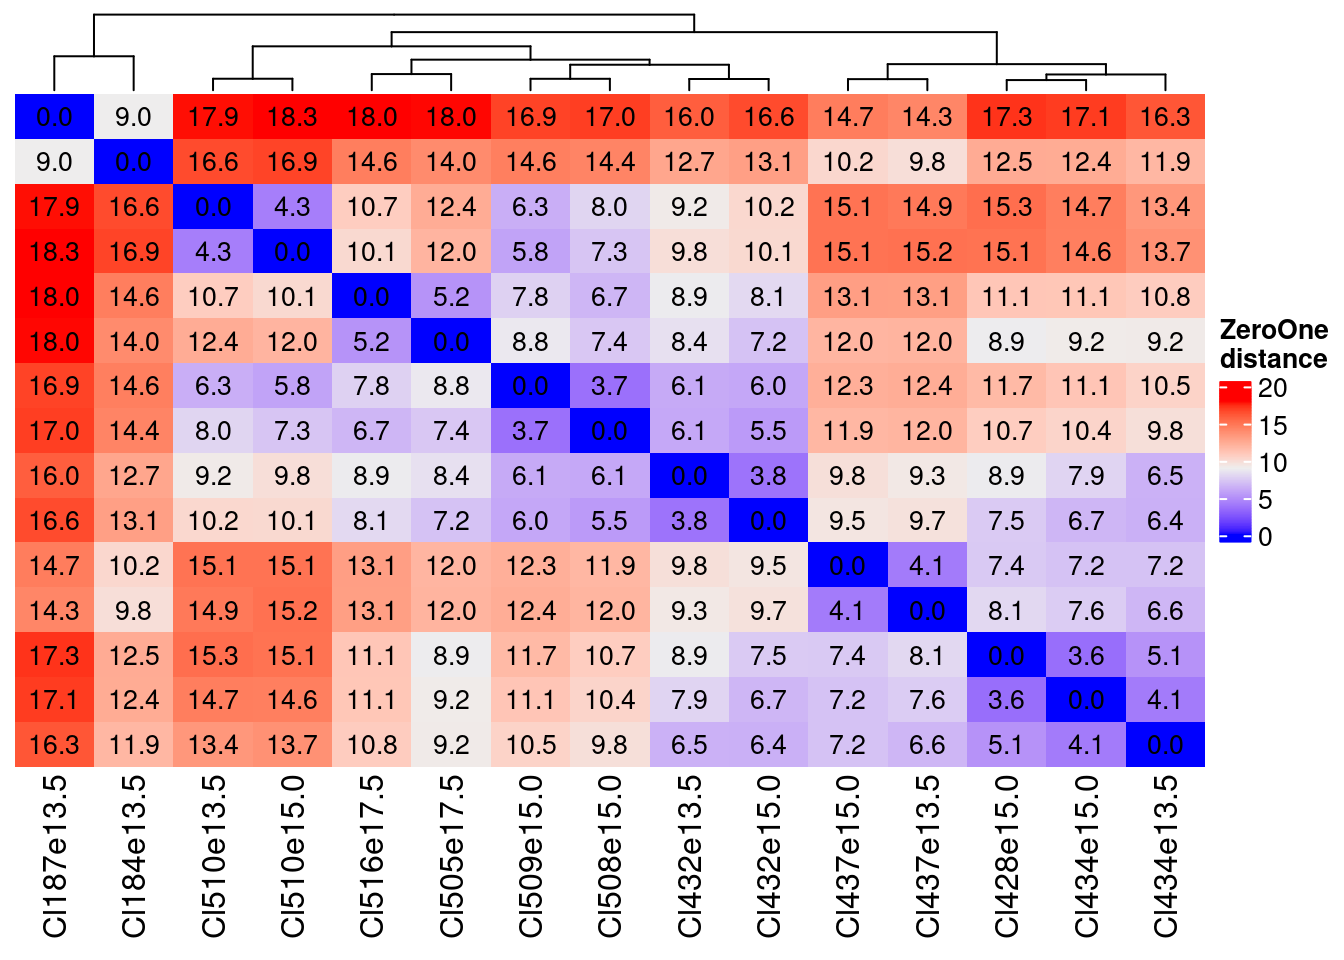 0.0 9.0 17.9 18.3 18.0 18.0 16.9 17.0 16.0 16.6 14.7 14.3 17.3 17.1 16.3
9.0 0.0 16.6 16.9 14.6 14.0 14.6 14.4 12.7 13.1 10.2 9.8 12.5 12.4 11.9
17.9 16.6 0.0 4.3 10.7 12.4 6.3 8.0 9.2 10.2 15.1 14.9 15.3 14.7 13.4
18.3 16.9 4.3 0.0 10.1 12.0 5.8 7.3 9.8 10.1 15.1 15.2 15.1 14.6 13.7
18.0 14.6 10.7 10.1 0.0 5.2 7.8 6.7 8.9 8.1 13.1 13.1 11.1 11.1 10.8
18.0 14.0 12.4 12.0 5.2 0.0 8.8 7.4 8.4 7.2 12.0 12.0 8.9 9.2 9.2
16.9 14.6 6.3 5.8 7.8 8.8 0.0 3.7 6.1 6.0 12.3 12.4 11.7 11.1 10.5
17.0 14.4 8.0 7.3 6.7 7.4 3.7 0.0 6.1 5.5 11.9 12.0 10.7 10.4 9.8
16.0 12.7 9.2 9.8 8.9 8.4 6.1 6.1 0.0 3.8 9.8 9.3 8.9 7.9 6.5
16.6 13.1 10.2 10.1 8.1 7.2 6.0 5.5 3.8 0.0 9.5 9.7 7.5 6.7 6.4
14.7 10.2 15.1 15.1 13.1 12.0 12.3 11.9 9.8 9.5 0.0 4.1 7.4 7.2 7.2
14.3 9.8 14.9 15.2 13.1 12.0 12.4 12.0 9.3 9.7 4.1 0.0 8.1 7.6 6.6
17.3 12.5 15.3 15.1 11.1 8.9 11.7 10.7 8.9 7.5 7.4 8.1 0.0 3.6 5.1
17.1 12.4 14.7 14.6 11.1 9.2 11.1 10.4 7.9 6.7 7.2 7.6 3.6 0.0 4.1
16.3 11.9 13.4 13.7 10.8 9.2 10.5 9.8 6.5 6.4 7.2 6.6 5.1 4.1 0.0
CI187e13.5
CI184e13.5
CI510e13.5
CI510e15.0
CI516e17.5
CI505e17.5
CI509e15.0
CI508e15.0
CI432e13.5
CI432e15.0
CI437e15.0
CI437e13.5
CI428e15.0
CI434e15.0
CI434e13.5
ZeroOne
distance
20
15
10
5
0